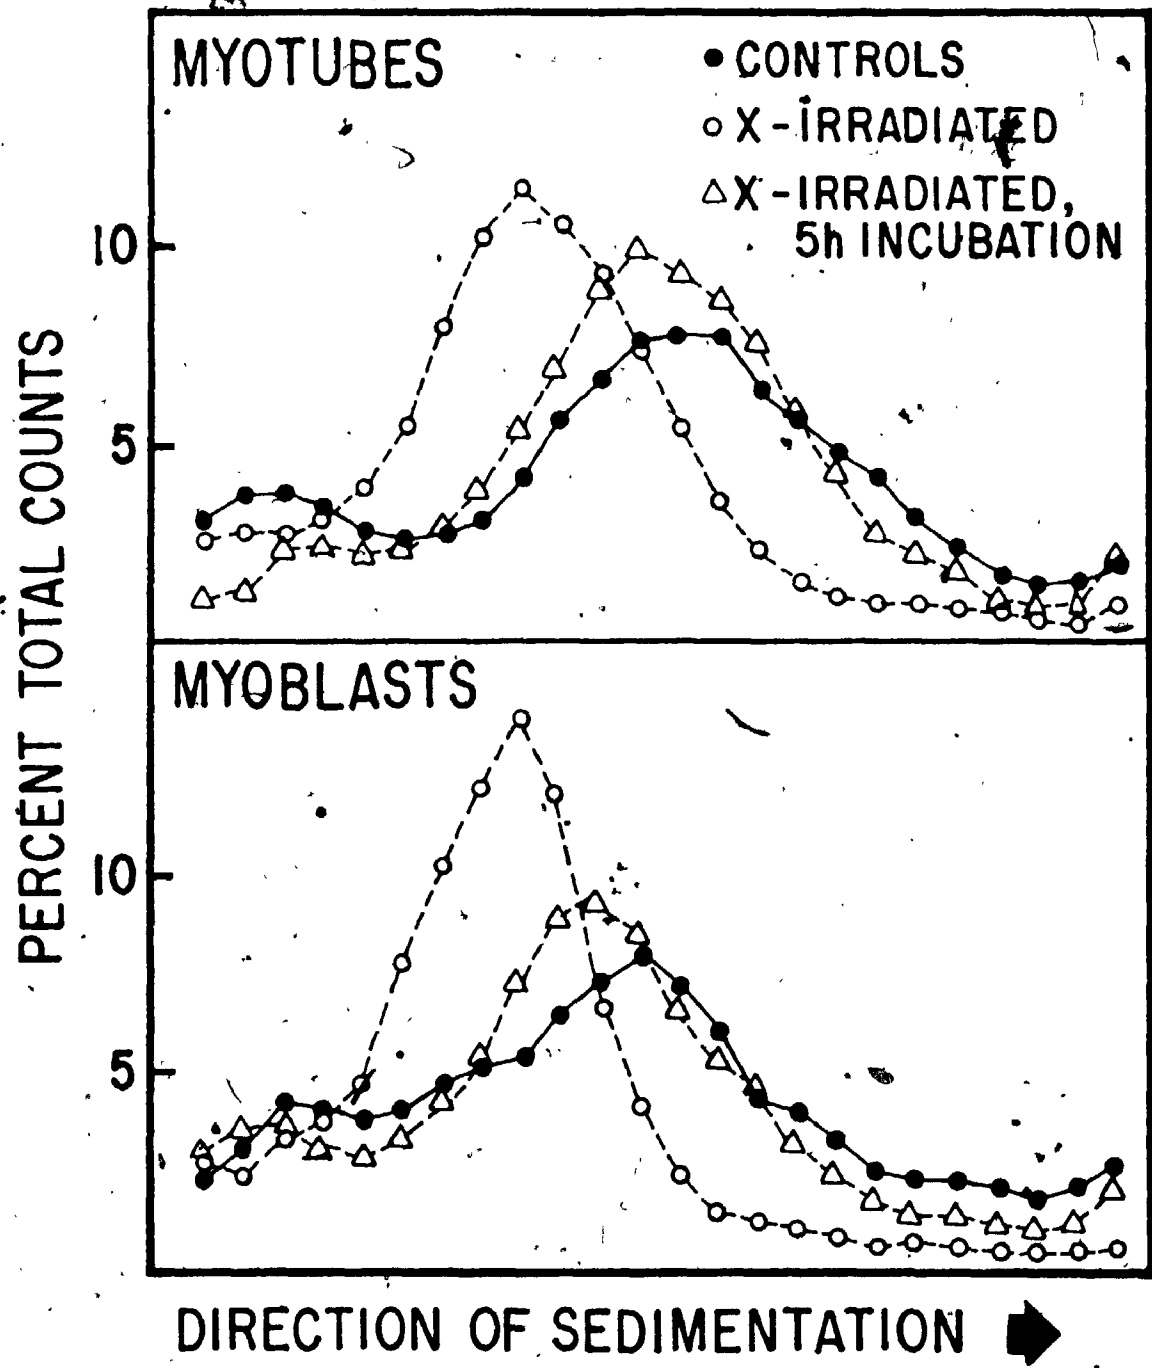 MYOTUBES
● CONTROLS
○ X-IRRADIATED
△ X-IRRADIATED,
5h INCUBATION
10
5
PERCENT TOTAL COUNTS
MYOBLASTS
10
5
DIRECTION OF SEDIMENTATION